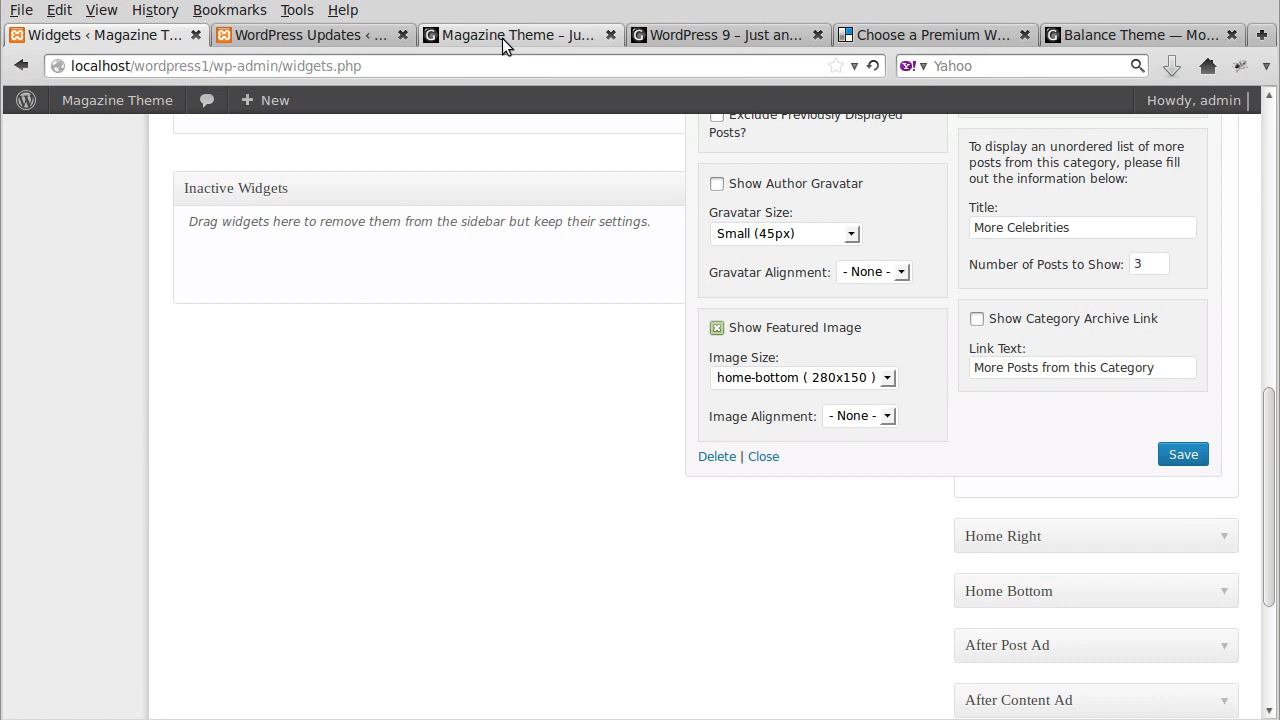 File Edit View History Bookmarks Tools Help
Widgets ‹ Magazine T... WordPress Updates ‹ ... Magazine Theme – Ju... WordPress 9 – Just an... Choose a Premium W... Balance Theme — Mo...
localhost/wordpress1/wp-admin/widgets.php Yahoo
Magazine Theme New Howdy, admin
Exclude Previously Displayed
Posts?
Inactive Widgets
Drag widgets here to remove them from the sidebar but keep their settings.
Show Author Gravatar
Gravatar Size:
Small (45px)
Gravatar Alignment: - None -
Show Featured Image
Image Size:
home-bottom ( 280x150 )
Image Alignment: - None -
Delete | Close
To display an unordered list of more
posts from this category, please fill
out the information below:
Title:
More Celebrities
Number of Posts to Show: 3
Show Category Archive Link
Link Text:
More Posts from this Category
Save
Home Right
Home Bottom
After Post Ad
After Content Ad